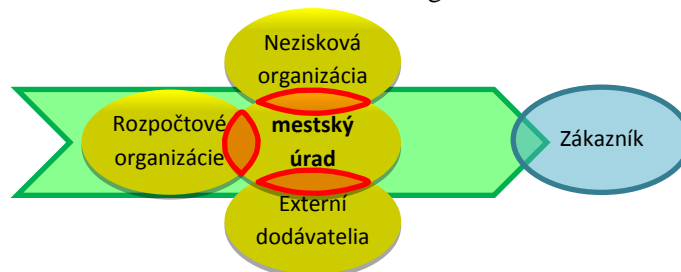 Nezisková
organizácia
Rozpočtové
organizácie
mestský
úrad
Externí
dodávatelia
Zákazník